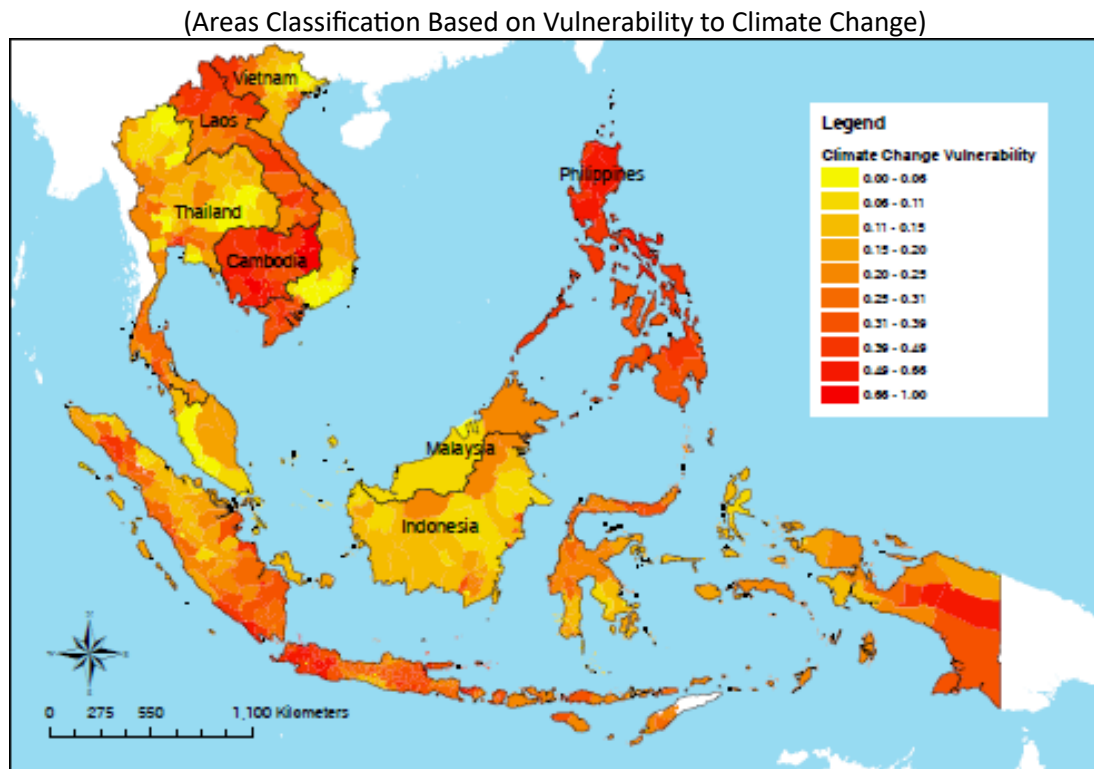 (Areas Classification Based on Vulnerability to Climate Change)
Vietnam
Laos
Thailand
Cambodia
Philippines
Malaysia
Indonesia
Legend
Climate Change Vulnerability
0.00 - 0.06
0.06 - 0.11
0.11 - 0.15
0.15 - 0.20
0.20 - 0.25
0.25 - 0.31
0.31 - 0.39
0.39 - 0.49
0.49 - 0.66
0.66 - 1.00
0 275 550 1,100 Kilometers